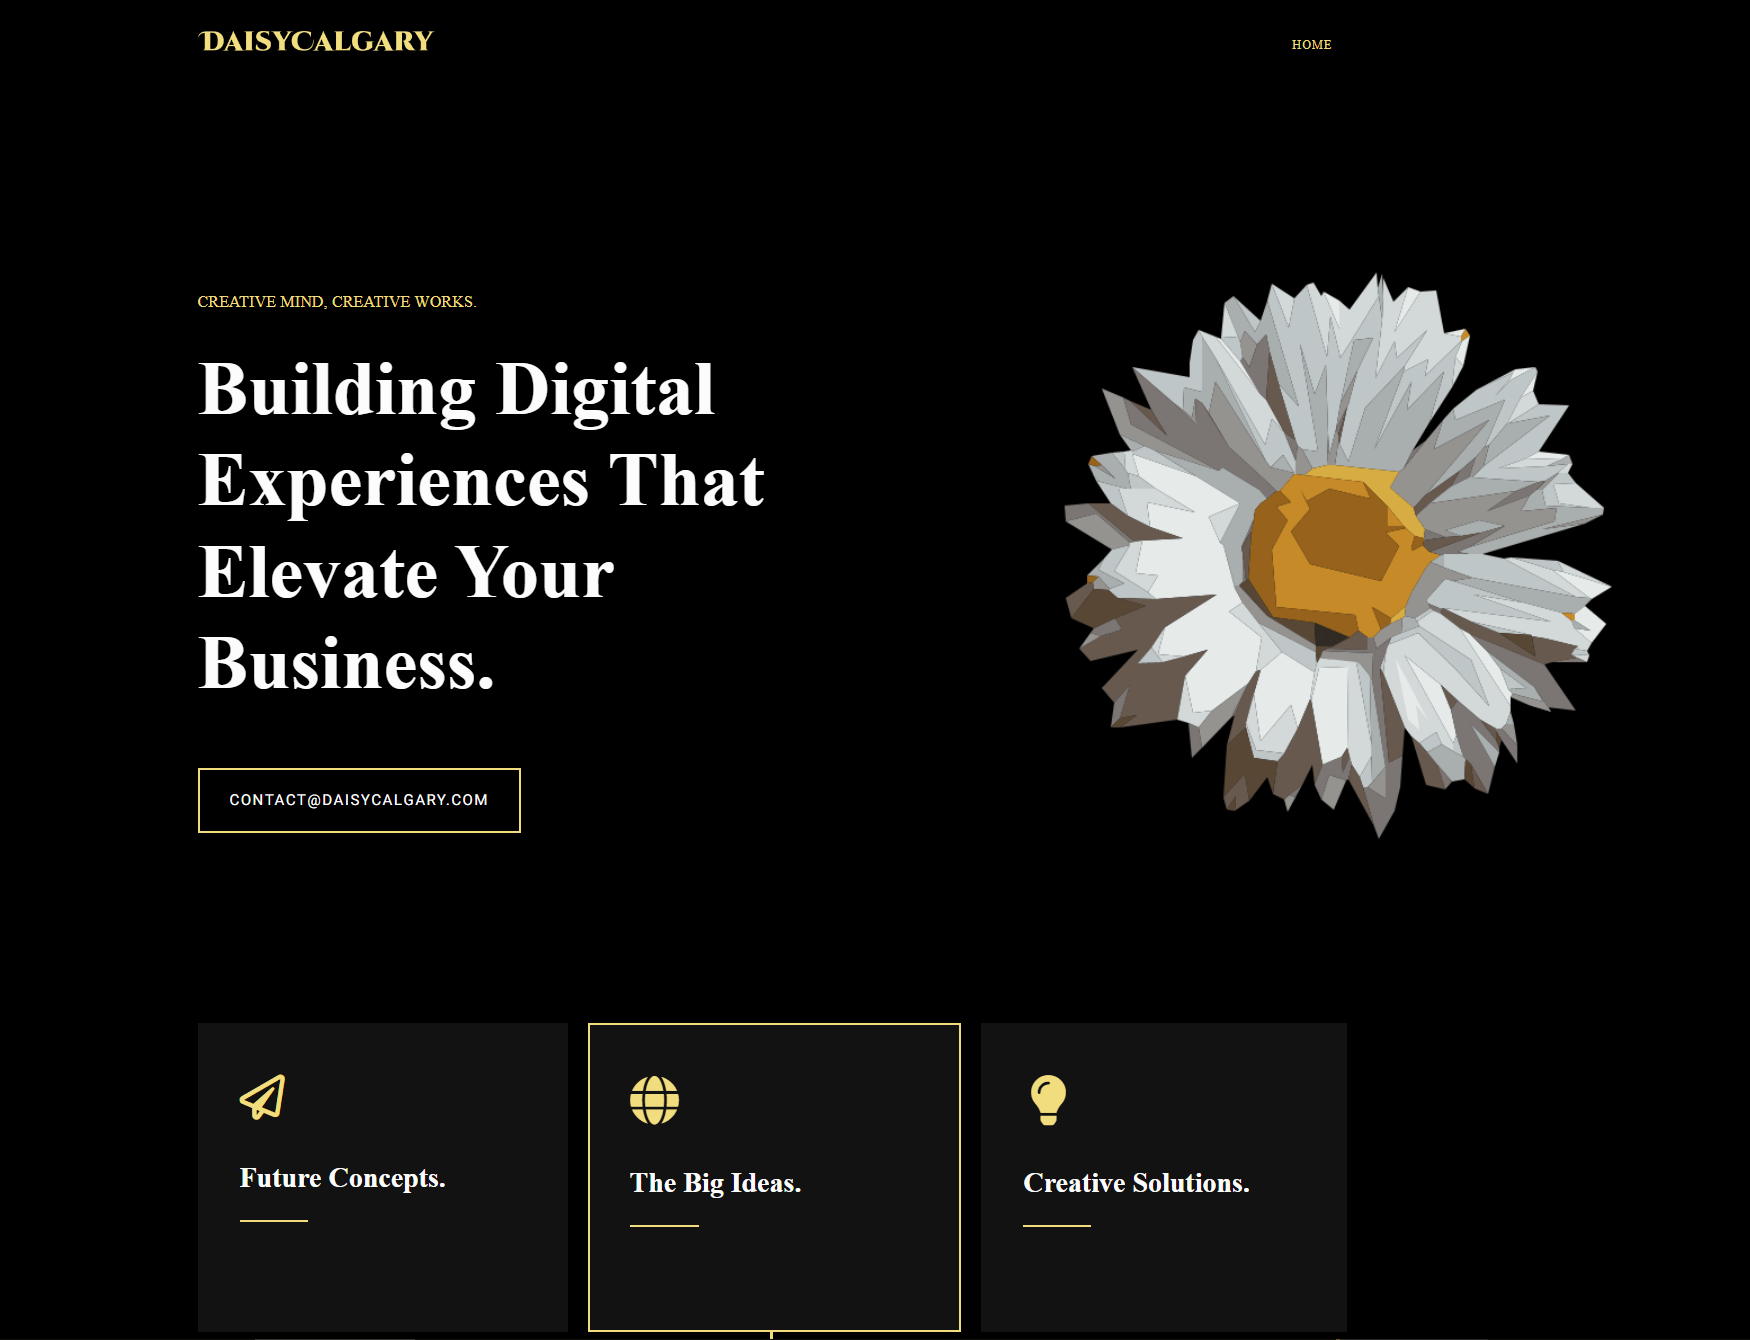 DAISYCALGARY
HOME
CREATIVE MIND, CREATIVE WORKS.
Building Digital
Experiences That
Elevate Your
Business.
CONTACT@DAISYCALGARY.COM
Future Concepts.
The Big Ideas.
Creative Solutions.